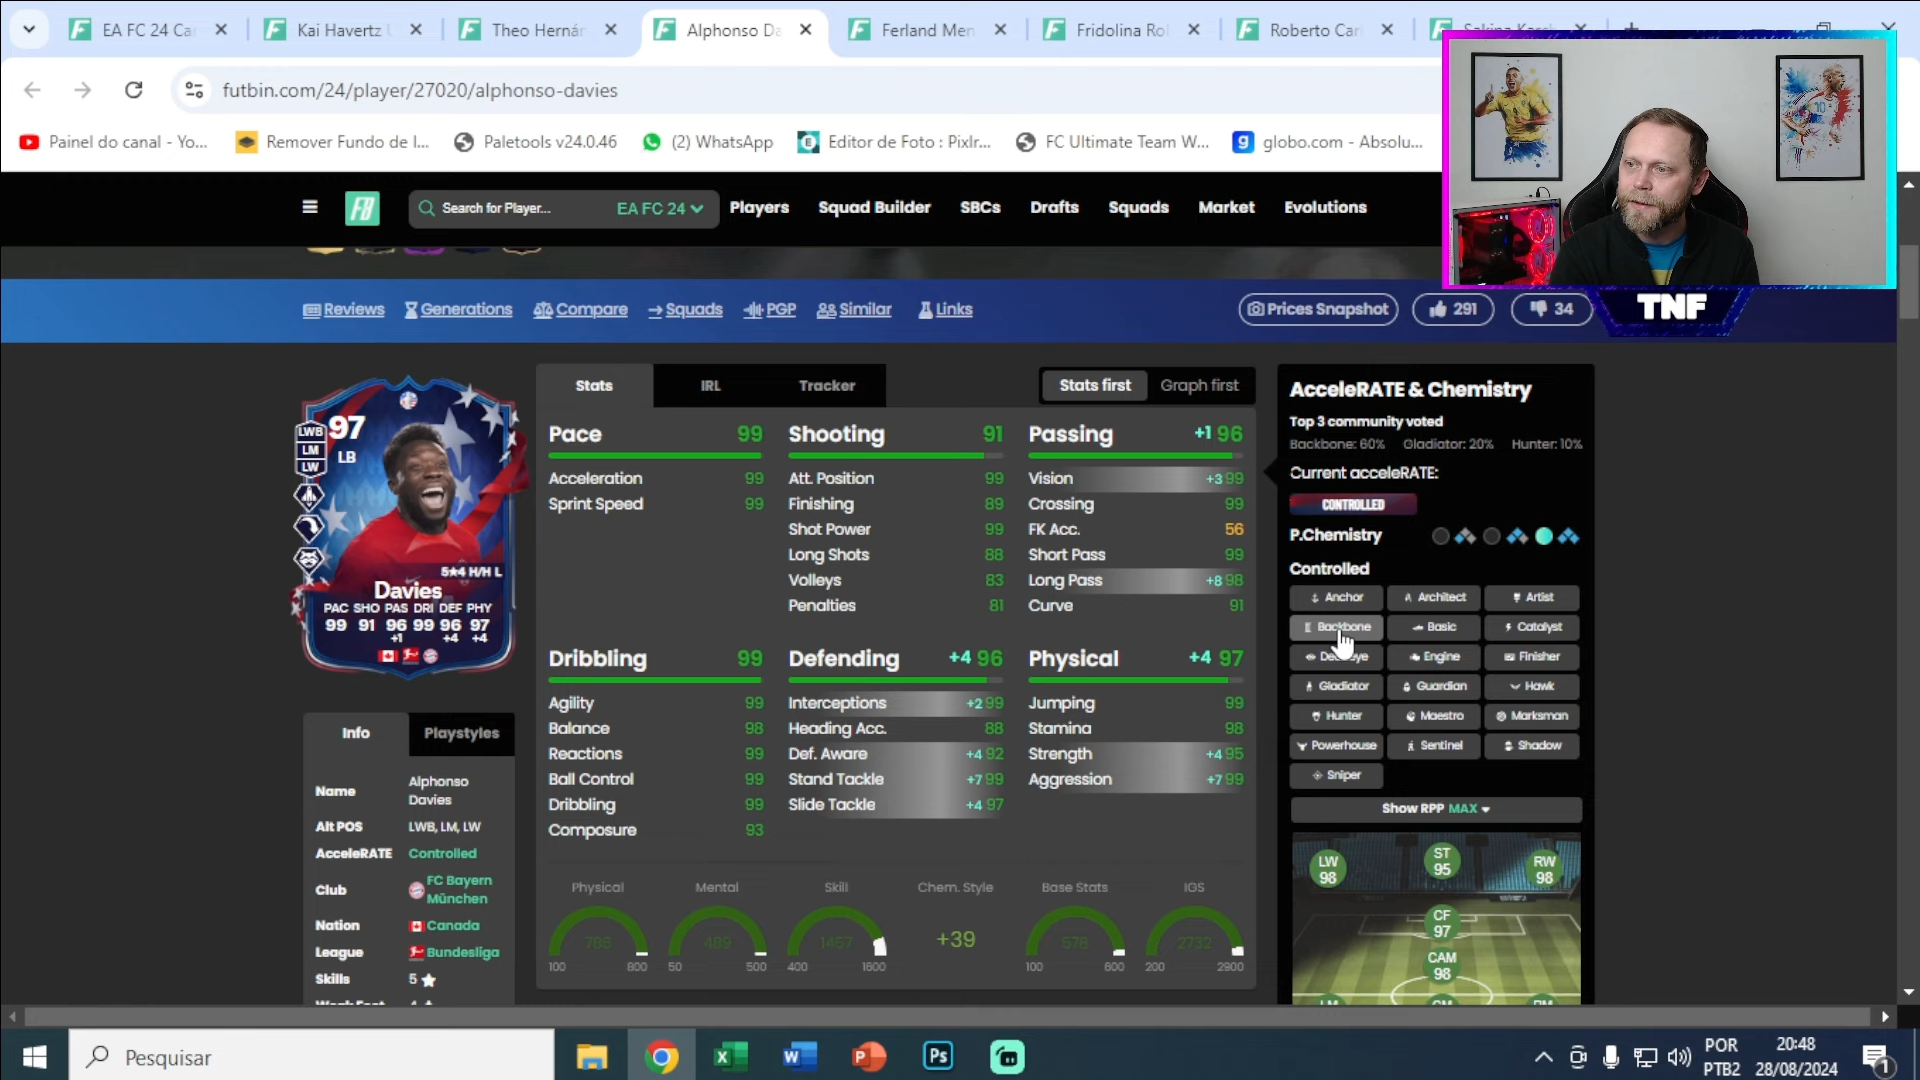 EA FC 24 Ca
Kai Havertz
Theo Hernár
Alphonso Da
Ferland Men
Fridolina Rol
Roberto Car
futbin.com/24/player/27020/alphonso-davies
Painel do canal - Yo...
Remover Fundo de I...
Paletools v24.0.46
(2) WhatsApp
Editor de Foto : Pixlr...
FC Ultimate Team W...
globo.com - Absolu...
Search for Player...
EA FC 24
Players
Squad Builder
SBCs
Drafts
Squads
Market
Evolutions
Reviews
Generations
Compare
Squads
PGP
Similar
Links
Prices Snapshot
291
34
TNF
97
LB
LWB
LM
LW
5★4 H/H L
Davies
PAC SHO PAS DRI DEF PHY
99 91 96 99 96 97
+1 +4 +4
Stats
IRL
Tracker
Stats first
Graph first
Pace 99
Acceleration 99
Sprint Speed 99
Shooting 91
Att. Position 99
Finishing 89
Shot Power 99
Long Shots 88
Volleys 83
Penalties 81
Passing +1 96
Vision +3 99
Crossing 99
FK Acc. 56
Short Pass 99
Long Pass +8 98
Curve 91
Dribbling 99
Agility 99
Balance 98
Reactions 99
Ball Control 99
Dribbling 99
Composure 93
Defending +4 96
Interceptions +2 99
Heading Acc. 88
Def. Aware +4 92
Stand Tackle +7 99
Slide Tackle +4 97
Physical +4 97
Jumping 99
Stamina 98
Strength +4 95
Aggression +7 99
Physical
786
100 800
Mental
489
50 500
Skill
1457
400 1600
Chem. Style
+39
Base Stats
578
100 600
IGS
2732
200 2900
AcceleRATE & Chemistry
Top 3 community voted
Backbone: 60% Gladiator: 20% Hunter: 10%
Current acceleRATE:
CONTROLLED
P.Chemistry
Controlled
Anchor
Architect
Artist
Backbone
Basic
Catalyst
Engine
Finisher
Gladiator
Guardian
Hawk
Hunter
Maestro
Marksman
Powerhouse
Sentinel
Shadow
Sniper
Show RPP MAX
LW
98
ST
95
RW
98
CF
97
CAM
98
Info
Playstyles
Name Alphonso
Davies
Alt POS LWB, LM, LW
AcceleRATE Controlled
Club FC Bayern
München
Nation Canada
League Bundesliga
Skills 5
Pesquisar
POR
PTB2
20:48
28/08/2024
1